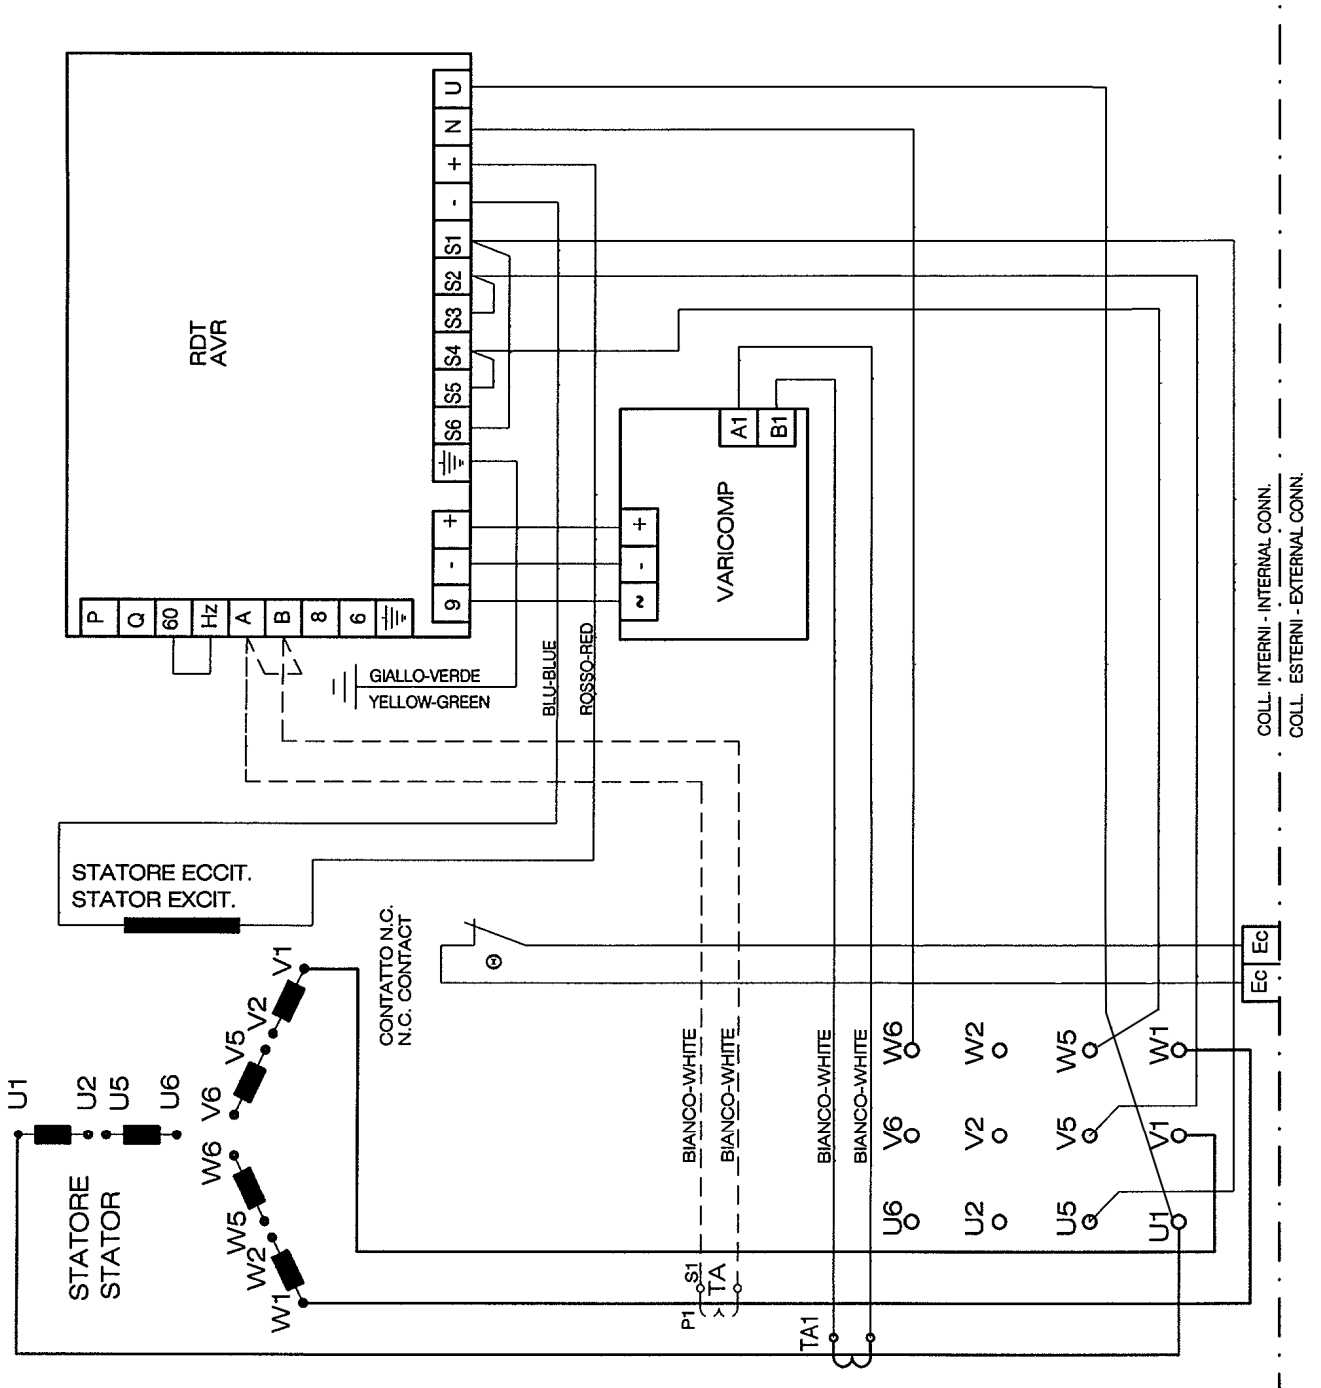 RDT
AVR
U
N
+
-
S1
S2
S3
S4
S5
S6
+
-
9
P
Q
60
Hz
A
B
8
6
GIALLO-VERDE
YELLOW-GREEN
BLU-BLUE
ROSSO-RED
VARICOMP
+
-
~
A1
B1
COLL. INTERNI - INTERNAL CONN.
COLL. ESTERNI - EXTERNAL CONN.
STATORE ECCIT.
STATOR EXCIT.
CONTATTO N.C.
N.C. CONTACT
Θ
Ec
Ec
U1
U2
U5
U6
V1
V2
V5
V6
W6
W5
W2
W1
STATORE
STATOR
BIANCO-WHITE
BIANCO-WHITE
BIANCO-WHITE
BIANCO-WHITE
P1
S1
TA
TA1
W6
W2
W5
W1
V6
V2
V5
V1
U6
U2
U5
U1